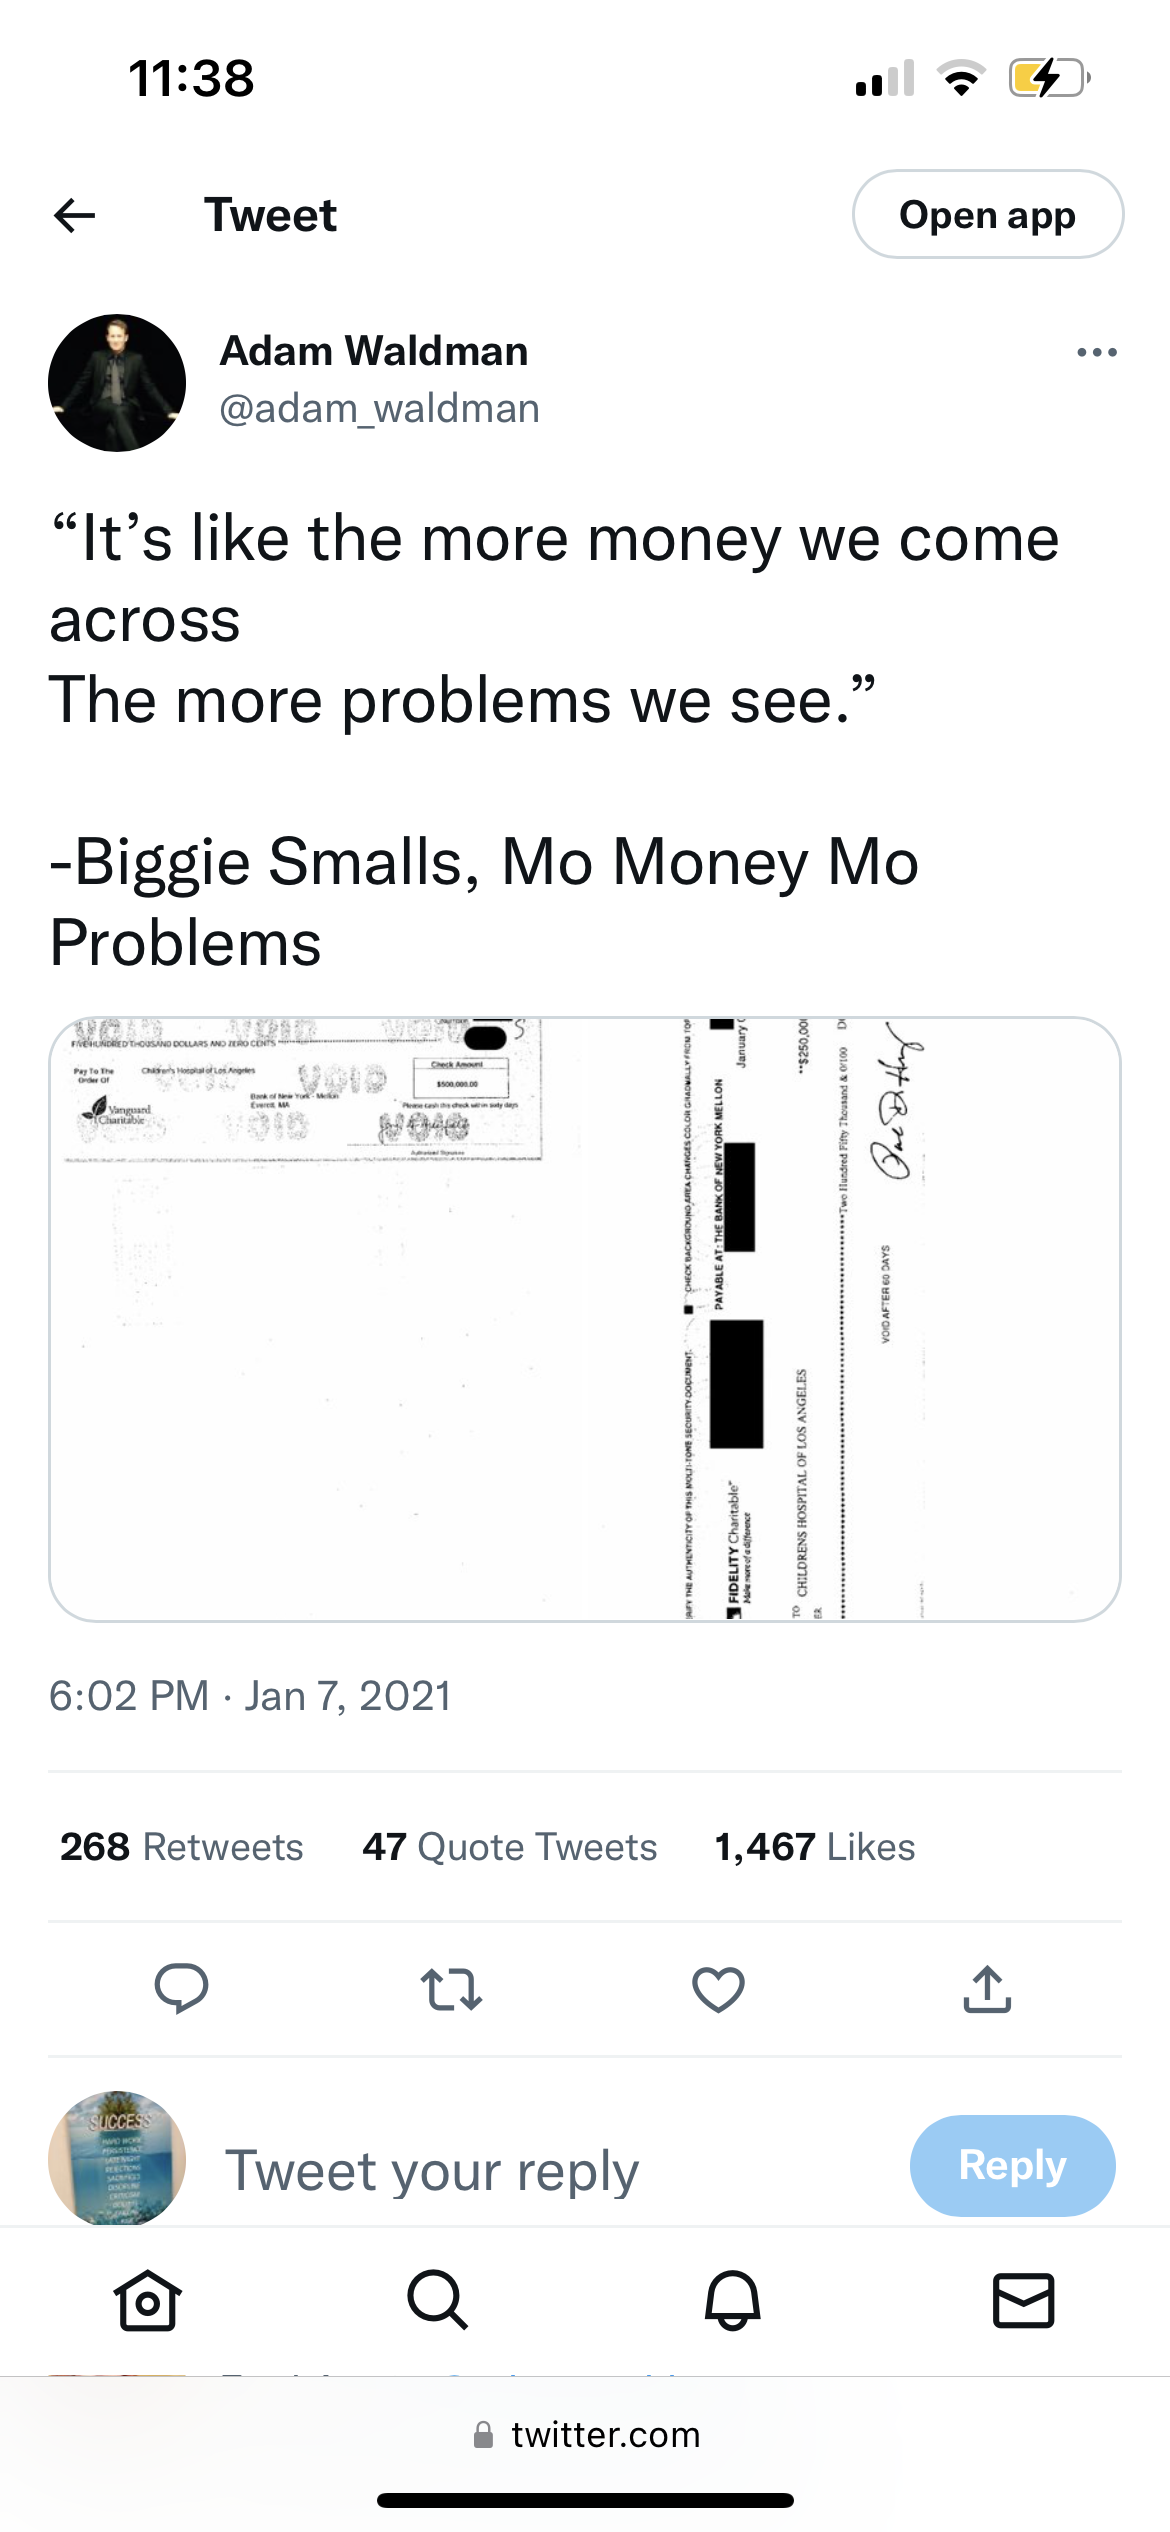 11:38
Tweet
Open app
Adam Waldman
@adam_waldman
“It’s like the more money we come
across
The more problems we see.”
-Biggie Smalls, Mo Money Mo
Problems
VOID VOID VOID
FIVE HUNDRED THOUSAND DOLLARS AND ZERO CENTS
Pay To The
Order Of
Children's Hospital of Los Angeles
VOID
Check Amount
$500,000.00
Bank of New York - Mellon
Everett, MA
Please cash this check within sixty days
Vanguard
Charitable
VOID VOID VOID
Authorized Signature
CHECK BACKGROUND AREA CHANGES COLOR GRADUALLY FROM TOP
THE AUTHENTICITY OF THIS MULTI-TONE SECURITY DOCUMENT.
PAYABLE AT: THE BANK OF NEW YORK MELLON
January
FIDELITY Charitable
Make more of a difference
TO CHILDRENS HOSPITAL OF LOS ANGELES
**$250,00
ER
Two Hundred Fifty Thousand & 0/100
VOID AFTER 60 DAYS
6:02 PM · Jan 7, 2021
268 Retweets 47 Quote Tweets 1,467 Likes
SUCCESS
Tweet your reply
Reply
twitter.com